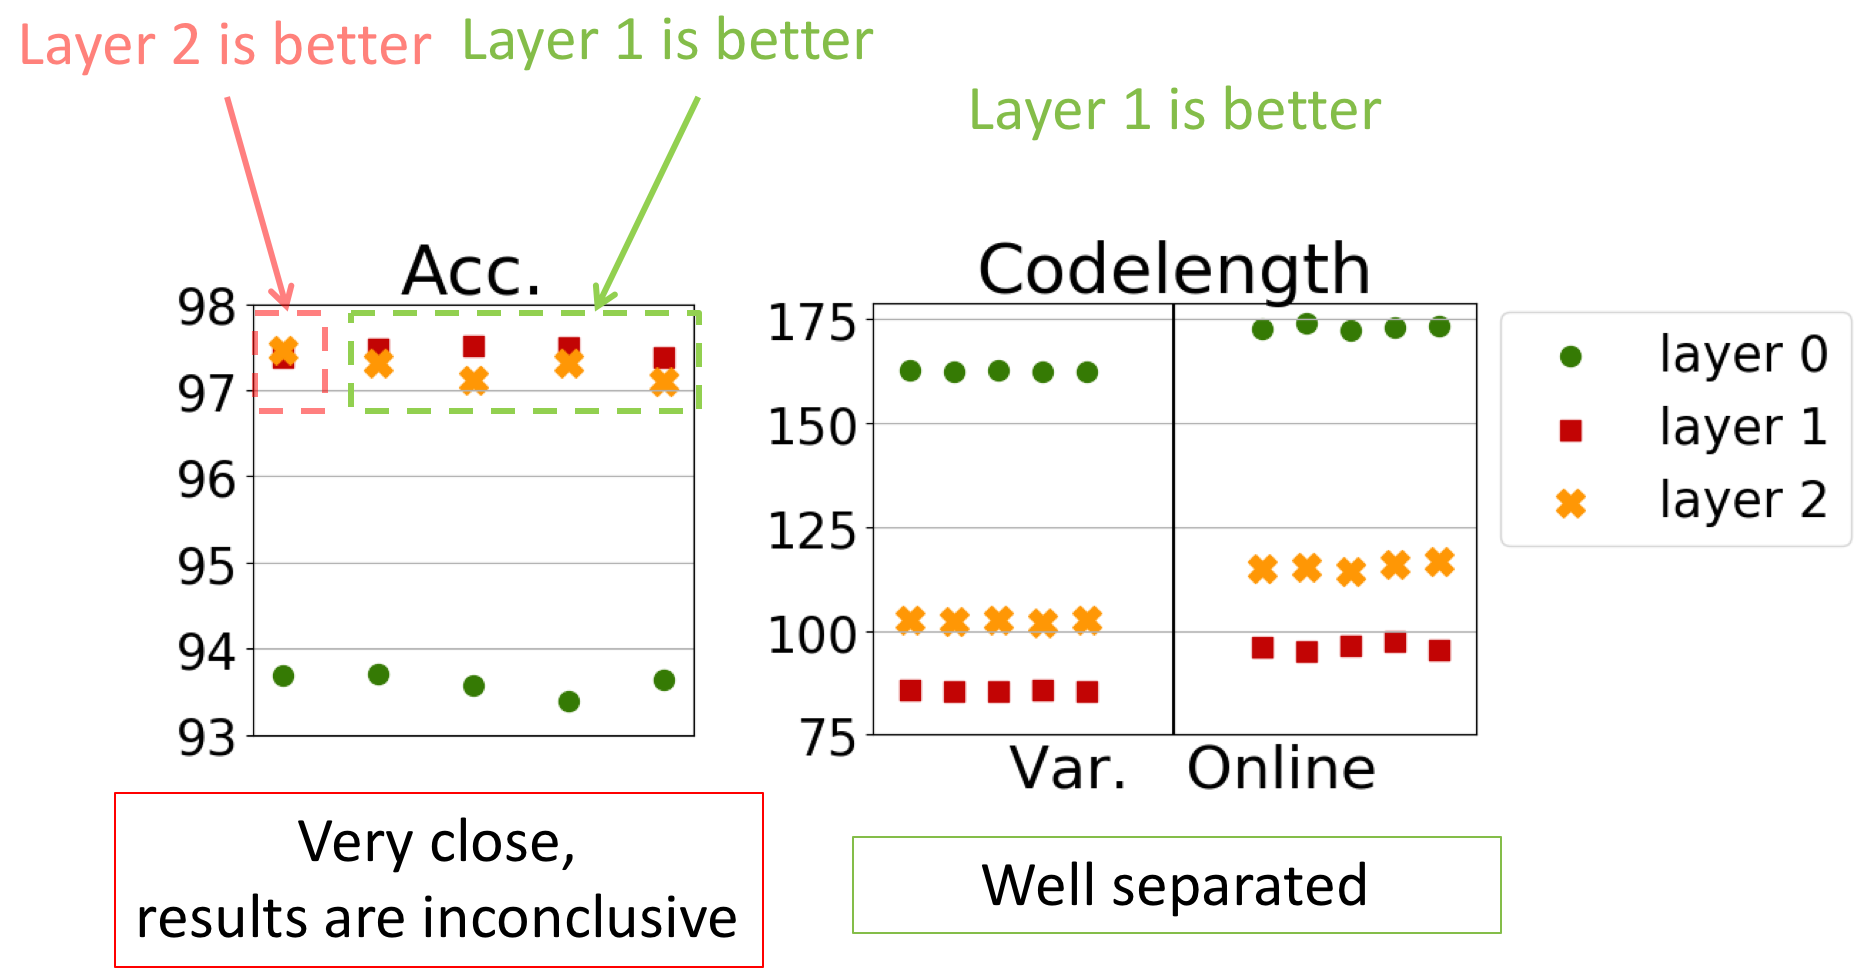 Layer 2 is better
Layer 1 is better
Layer 1 is better
Acc.
98
97
96
95
94
93
Codelength
175
150
125
100
75
Var.
Online
layer 0
layer 1
layer 2
Very close,
results are inconclusive
Well separated